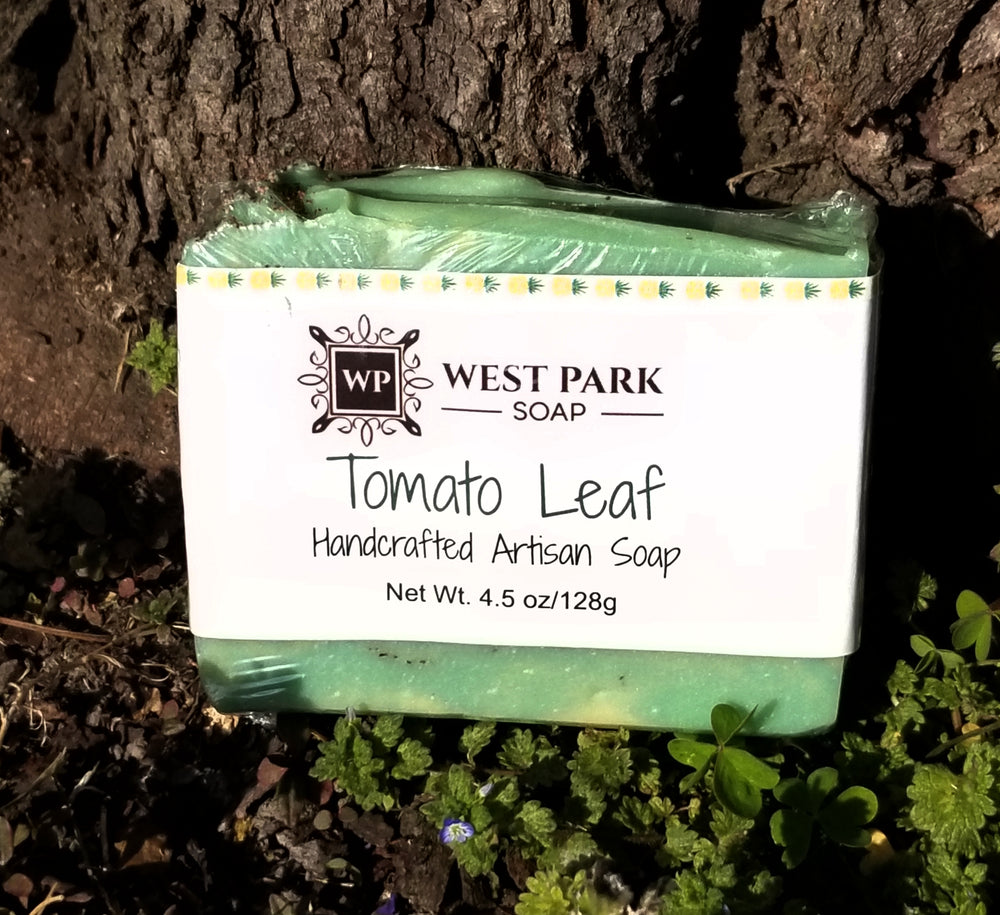 WP
WEST PARK
SOAP
Tomato Leaf
Handcrafted Artisan Soap
Net Wt. 4.5 oz/128g